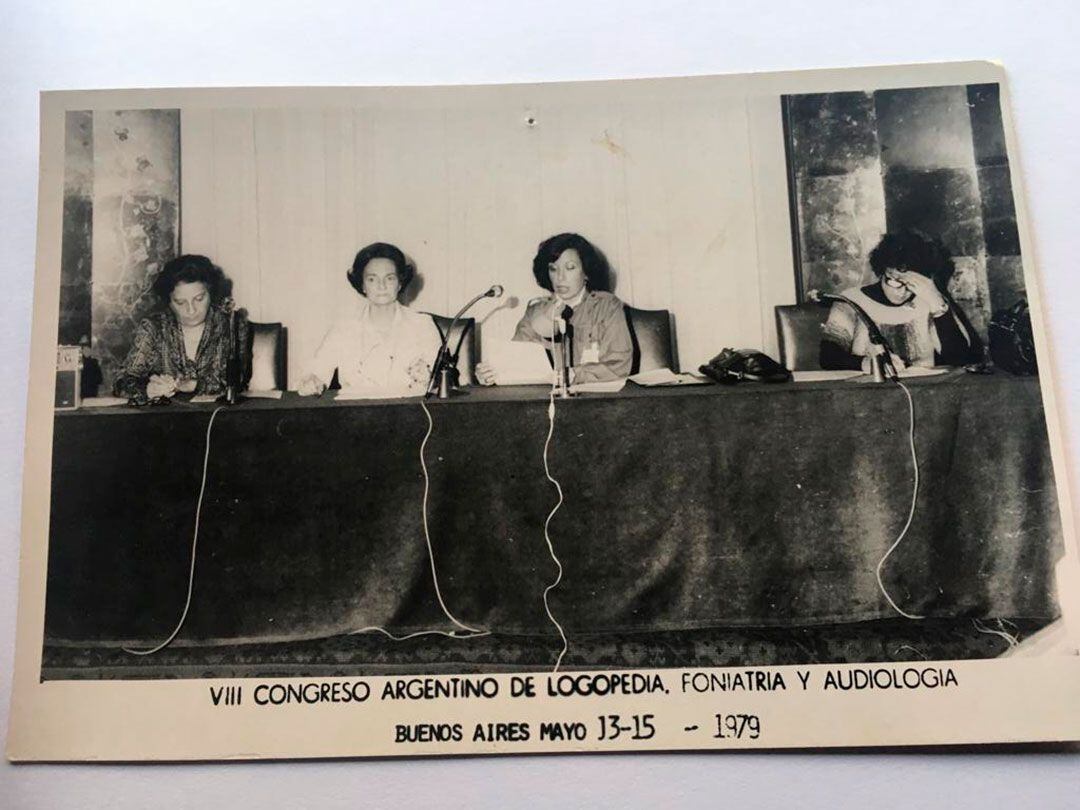 VIII CONGRESO ARGENTINO DE LOGOPEDIA, FONIATRIA Y AUDIOLOGIA
BUENOS AIRES MAYO 13-15 - 1979